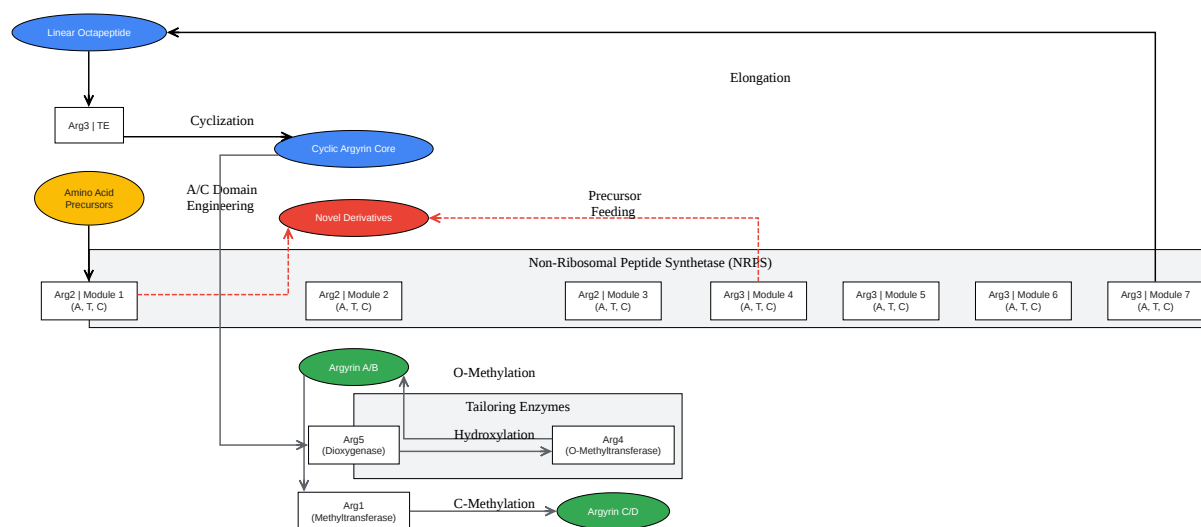 Linear Octapeptide
Elongation
Arg3 | TE
Cyclization
Cyclic Argyrin Core
Amino Acid
Precursors
A/C Domain
Engineering
Novel Derivatives
Precursor
Feeding
Non-Ribosomal Peptide Synthetase (NRPS)
Arg2 | Module 1
(A, T, C)
Arg2 | Module 2
(A, T, C)
Arg2 | Module 3
(A, T, C)
Arg3 | Module 4
(A, T, C)
Arg3 | Module 5
(A, T, C)
Arg3 | Module 6
(A, T, C)
Arg3 | Module 7
(A, T, C)
Argyrin A/B
O-Methylation
Tailoring Enzymes
Arg5
(Dioxygenase)
Hydroxylation
Arg4
(O-Methyltransferase)
Arg1
(Methyltransferase)
C-Methylation
Argyrin C/D